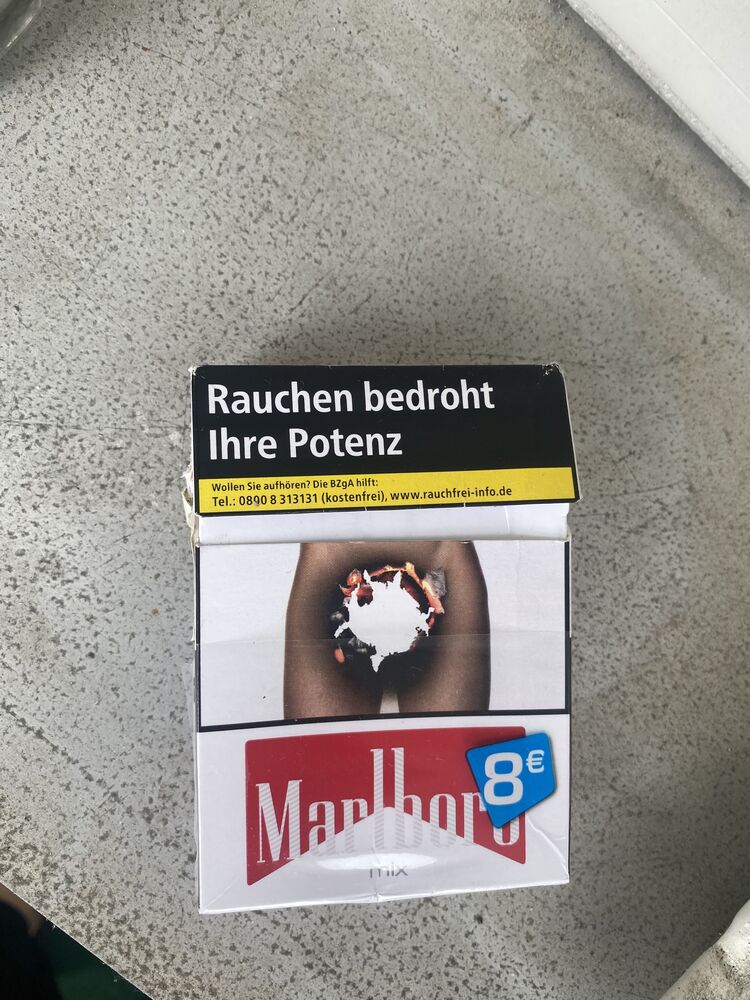 Rauchen bedroht
Ihre Potenz
Wollen Sie aufhören? Die BZgA hilft:
Tel.: 0890 8 313131 (kostenfrei), www.rauchfrei-info.de
Marlboro
8€
mix